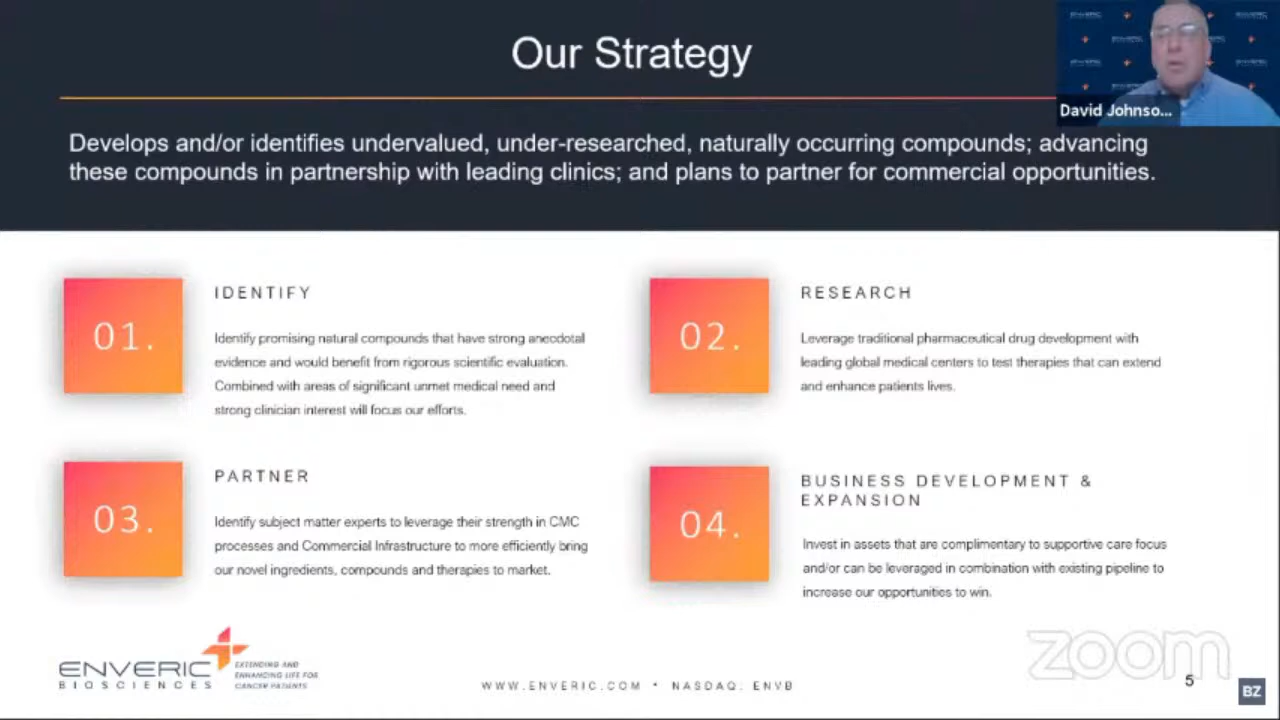 Our Strategy
ENVERIC
David Johnso...
Develops and/or identifies undervalued, under-researched, naturally occurring compounds; advancing
these compounds in partnership with leading clinics; and plans to partner for commercial opportunities.
01.
IDENTIFY
Identify promising natural compounds that have strong anecdotal
evidence and would benefit from rigorous scientific evaluation.
Combined with areas of significant unmet medical need and
strong clinician interest will focus our efforts.
02.
RESEARCH
Leverage traditional pharmaceutical drug development with
leading global medical centers to test therapies that can extend
and enhance patients lives.
03.
PARTNER
Identify subject matter experts to leverage their strength in CMC
processes and Commercial Infrastructure to more efficiently bring
our novel ingredients, compounds and therapies to market.
04.
BUSINESS DEVELOPMENT &
EXPANSION
Invest in assets that are complimentary to supportive care focus
and/or can be leveraged in combination with existing pipeline to
increase our opportunities to win.
ENVERIC
BIOSCIENCES
EXTENDING AND
ENHANCING LIFE FOR
CANCER PATIENTS
WWW.ENVERIC.COM • NASDAQ: ENVB
zoom
5
BZ